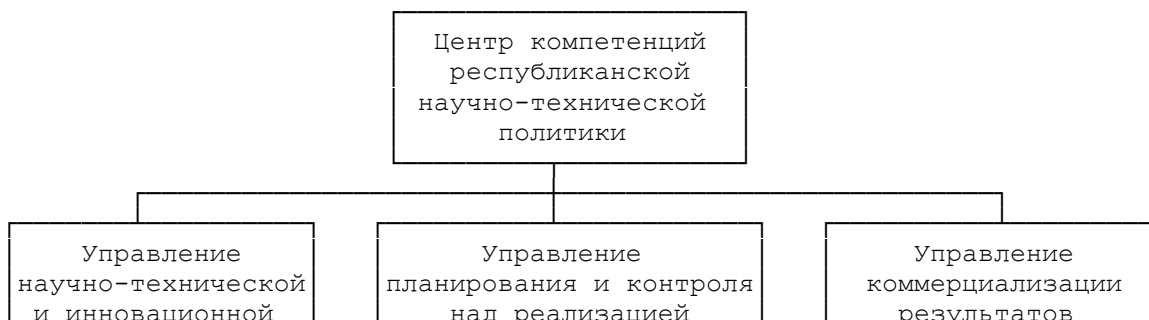 Центр компетенций
республиканской
научно-технической
политики
Управление
научно-технической
и инновационной
Управление
планирования и контроля
над реализацией
Управление
коммерциализации
результатов